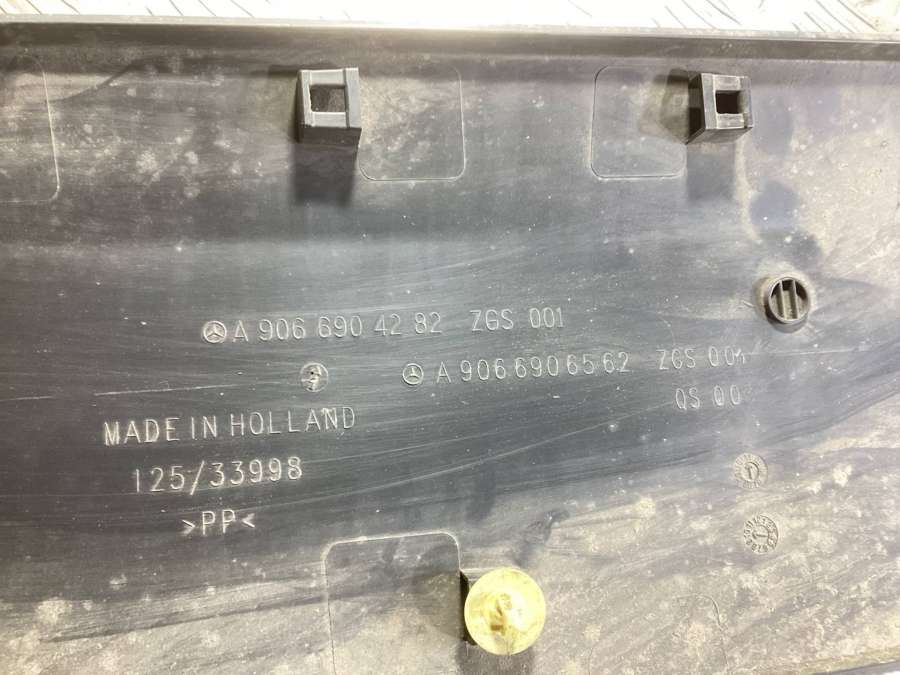 A 906 690 42 82 ZGS 001
A 906 690 65 62 ZGS 001
QS 00
MADE IN HOLLAND
125/33998
>PP<